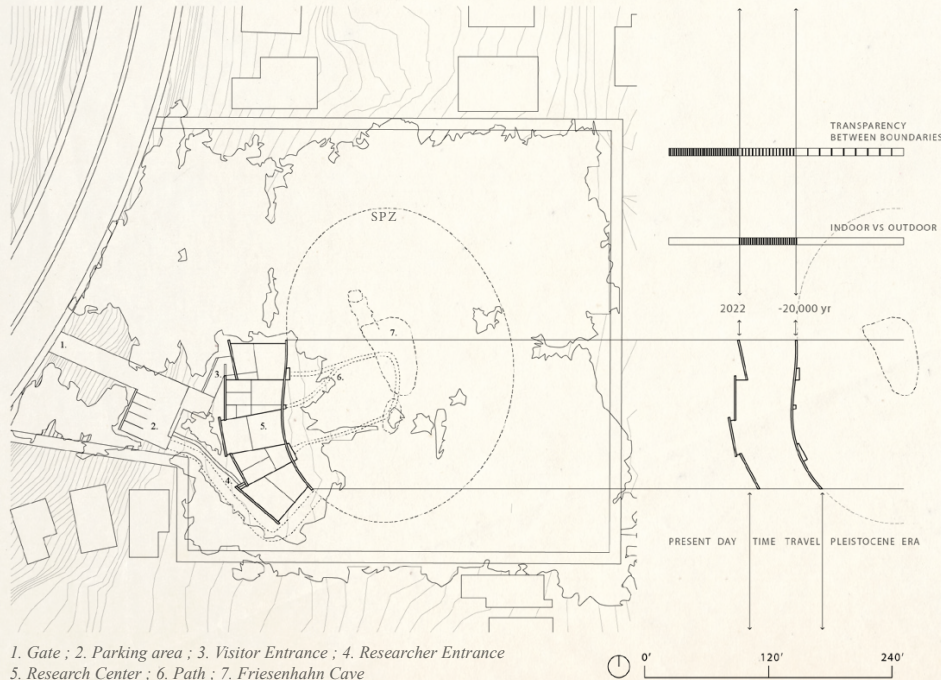 TRANSPARENCY
BETWEEN BOUNDARIES
SPZ
INDOOR VS OUTDOOR
2022
-20,000 yr
1.
7.
3.
6.
2.
5.
4.
PRESENT DAY
TIME TRAVEL
PLEISTOCENE ERA
1. Gate ; 2. Parking area ; 3. Visitor Entrance ; 4. Researcher Entrance
5. Research Center ; 6. Path ; 7. Friesenhahn Cave
0'
120'
240'